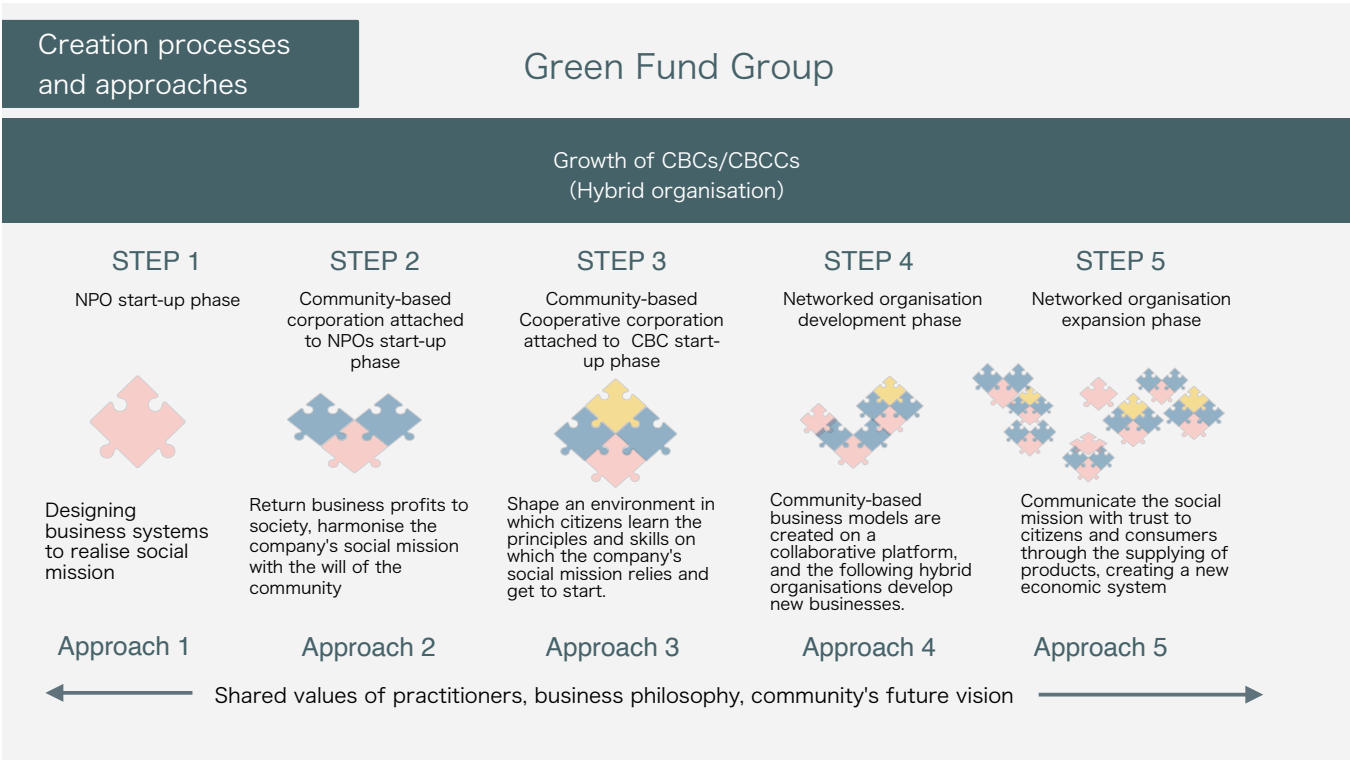 Creation processes
and approaches
Green Fund Group
Growth of CBCs/CBCCs
(Hybrid organisation)
STEP 1
NPO start-up phase
Designing
business systems
to realise social
mission
Approach 1
STEP 2
Community-based
corporation attached
to NPOs start-up
phase
Return business profits to
society, harmonise the
company's social mission
with the will of the
community
Approach 2
STEP 3
Community-based
Cooperative corporation
attached to  CBC start-
up phase
Shape an environment in
which citizens learn the
principles and skills on
which the company's
social mission relies and
get to start.
Approach 3
STEP 4
Networked organisation
development phase
Community-based
business models are
created on a
collaborative platform,
and the following hybrid
organisations develop
new businesses.
Approach 4
STEP 5
Networked organisation
expansion phase
Communicate the social
mission with trust to
citizens and consumers
through the supplying of
products, creating a new
economic system
Approach 5
Shared values of practitioners, business philosophy, community's future vision